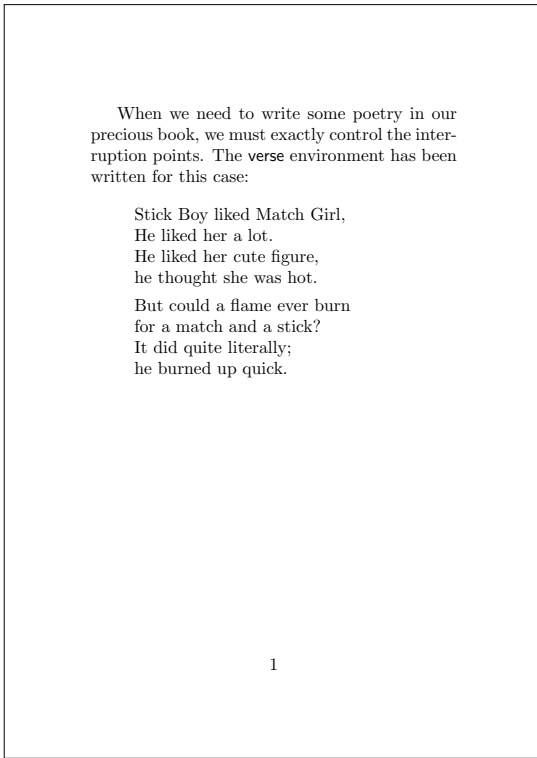 When we need to write some poetry in our
precious book, we must exactly control the inter-
ruption points. The verse environment has been
written for this case:
Stick Boy liked Match Girl,
He liked her a lot.
He liked her cute figure,
he thought she was hot.
But could a flame ever burn
for a match and a stick?
It did quite literally;
he burned up quick.
1